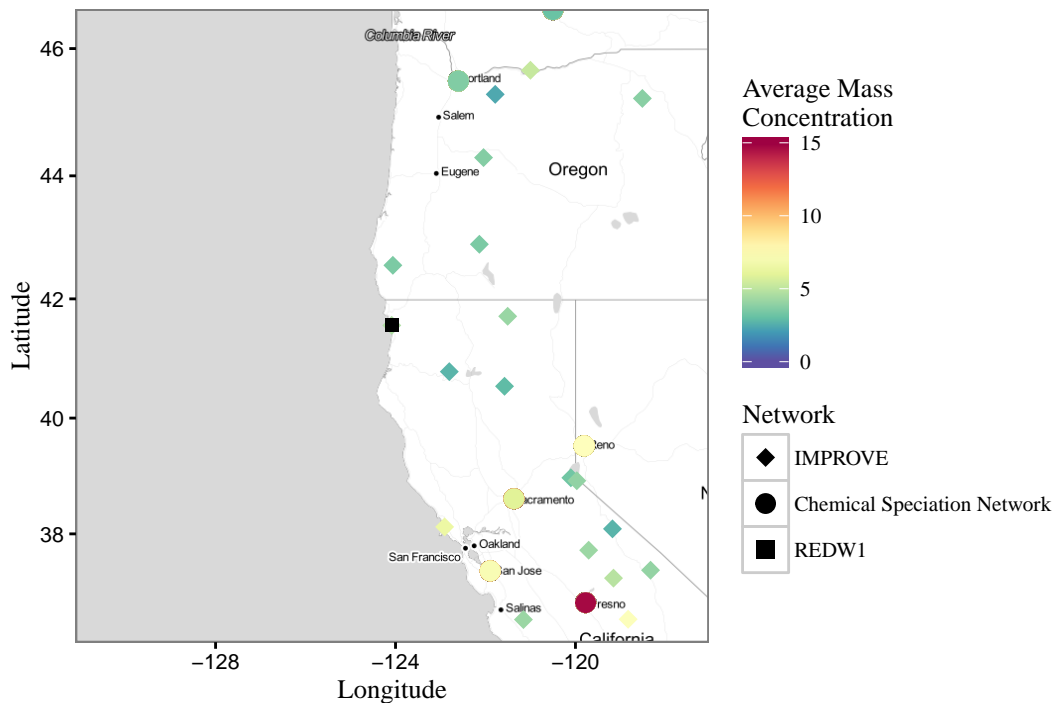 Columbia River
46
ortland
Salem
44
Eugene
Oregon
42
40
eno
acramento
N
38
Oakland
San Francisco
San Jose
Salinas
resno
California
−128
−124
−120
Latitude
Longitude
Average Mass
Concentration
15
10
5
0
Network
IMPROVE
Chemical Speciation Network
REDW1